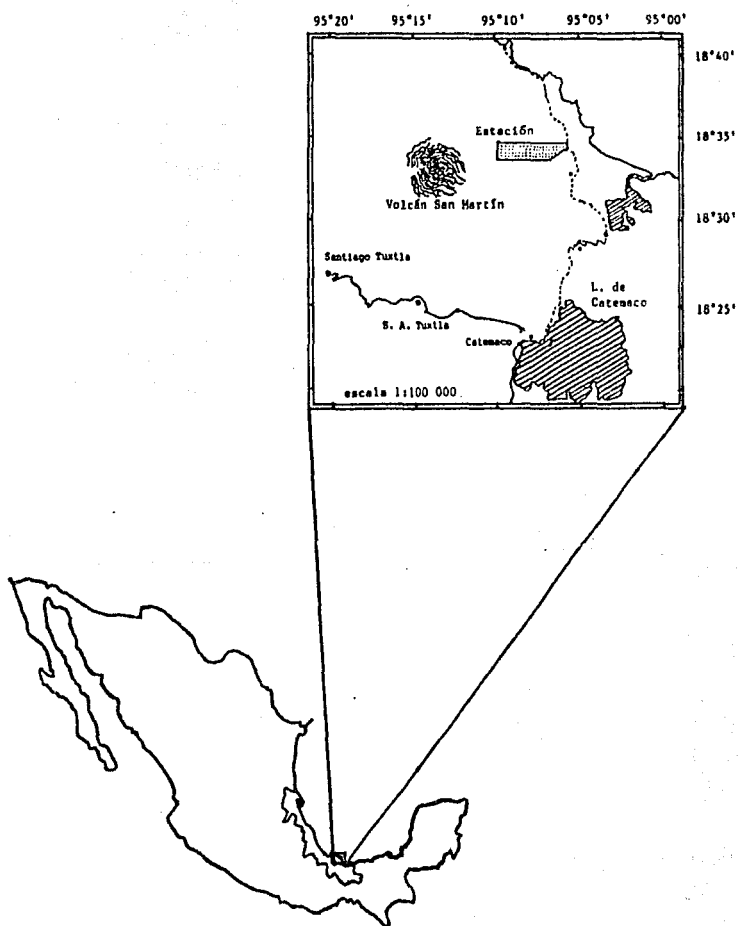 95°20' 95°15' 95°10' 95°05' 95°00'
18°40'
Estación
18°35'
Volcán San Martín
18°30'
Santiago Tuxtla
L. de
Catemaco
18°25'
S. A. Tuxtla
Catemaco
escala 1:100 000